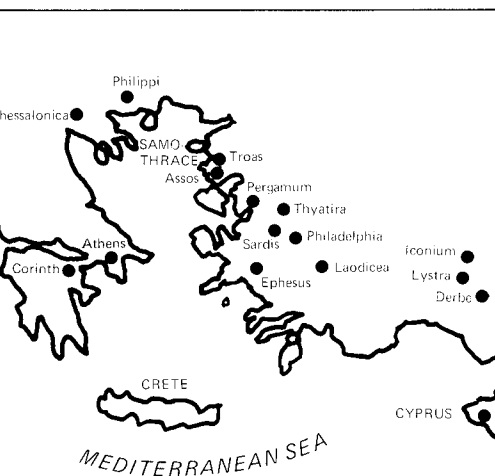 Philippi
hessalonica
SAMO-
THRACE
Troas
Assos
Pergamum
Thyatira
Sardis
Philadelphia
Athens
Corinth
Ephesus
Laodicea
Iconium
Lystra
Derbe
CRETE
CYPRUS
MEDITERRANEAN SEA